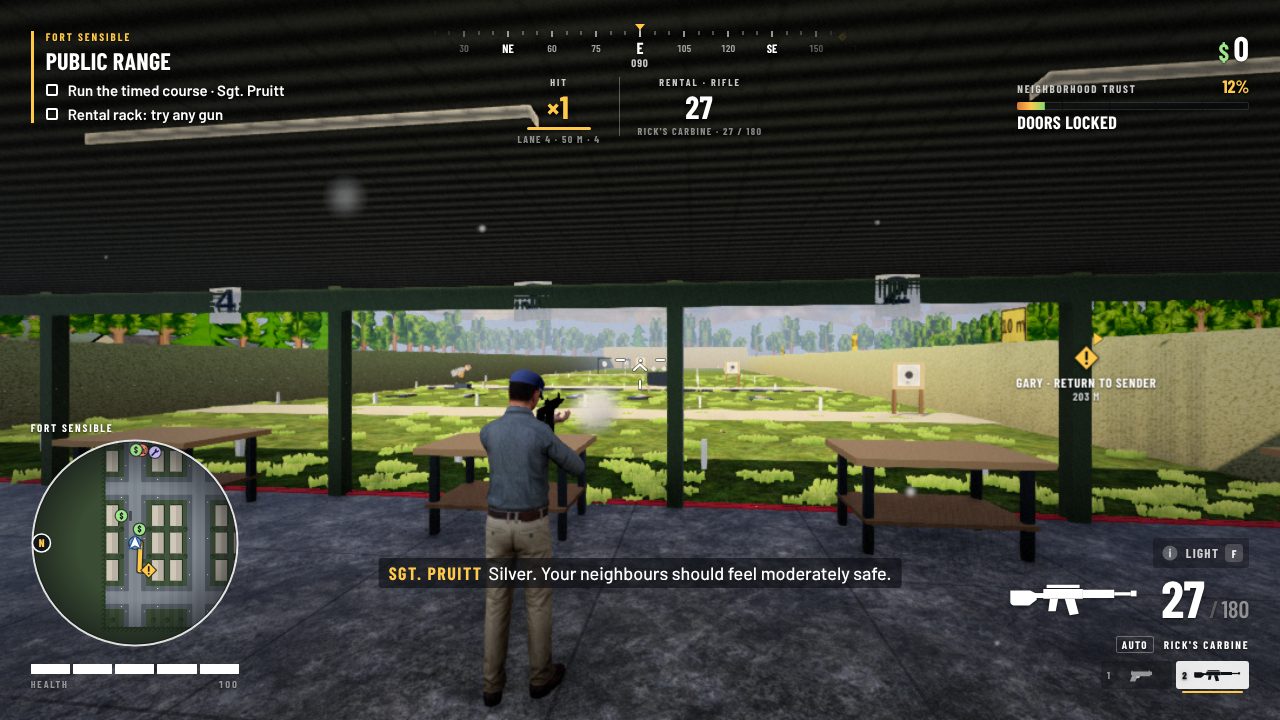 FORT SENSIBLE
PUBLIC RANGE
Run the timed course · Sgt. Pruitt
Rental rack: try any gun
30 NE 60 75 E 105 120 SE 150
090
HIT
×1
LANE 4 · 50 M · 4
RENTAL · RIFLE
27
RICK'S CARBINE · 27 / 180
$0
NEIGHBORHOOD TRUST 12%
DOORS LOCKED
4
10 m
GARY · RETURN TO SENDER
203 M
FORT SENSIBLE
$
$
$
N
!
HEALTH 100
SGT. PRUITT Silver. Your neighbours should feel moderately safe.
LIGHT F
27 / 180
AUTO RICK'S CARBINE
1 2